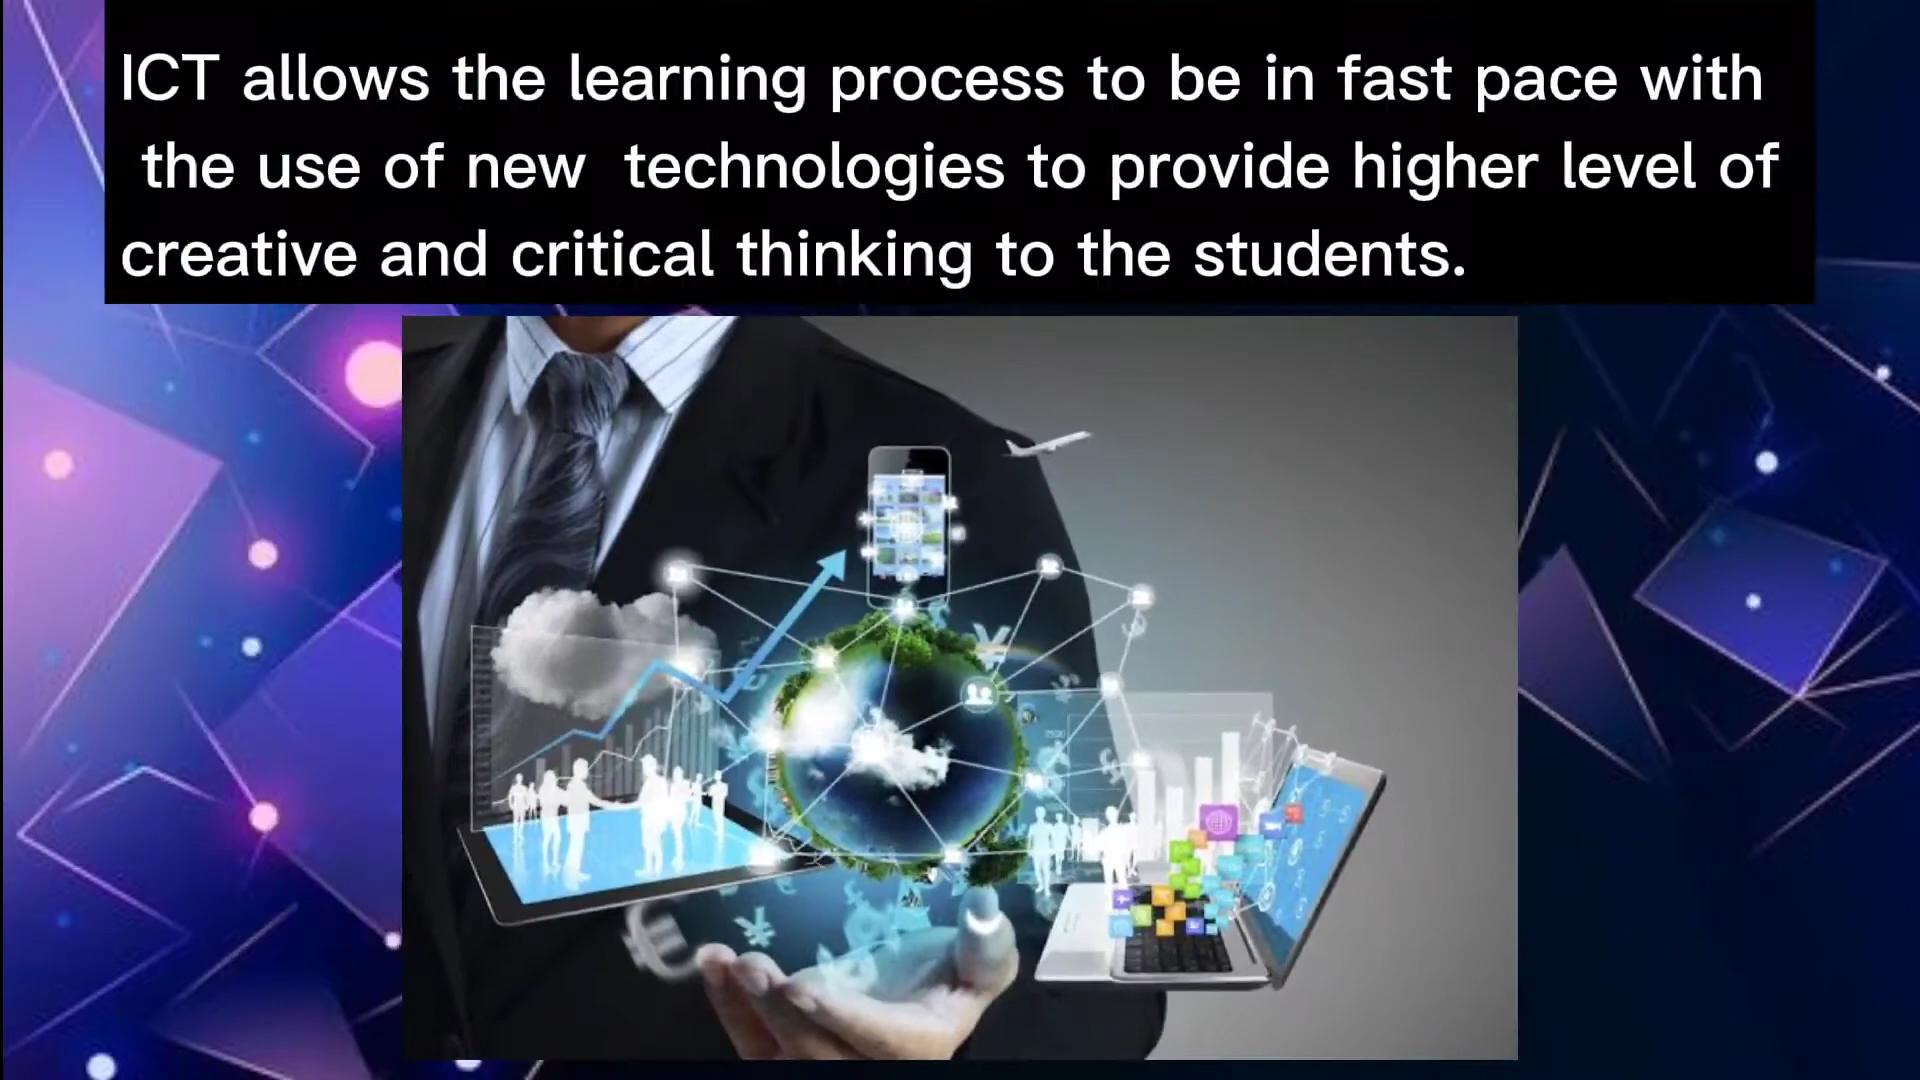 ICT allows the learning process to be in fast pace with
the use of new technologies to provide higher level of
creative and critical thinking to the students.